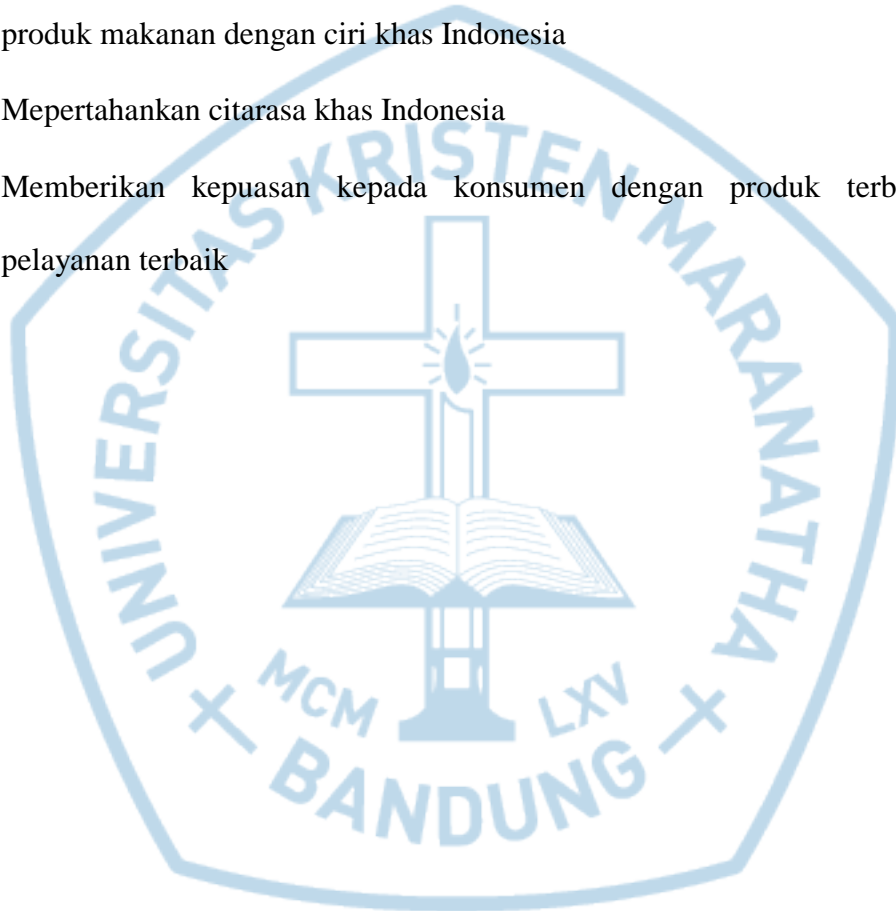 produk makanan dengan ciri khas Indonesia
Mepertahankan citarasa khas Indonesia
Memberikan kepuasan kepada konsumen dengan produk terb
pelayanan terbaik
UNIVERSITAS KRISTEN MARANATHA
MCM LXV
BANDUNG